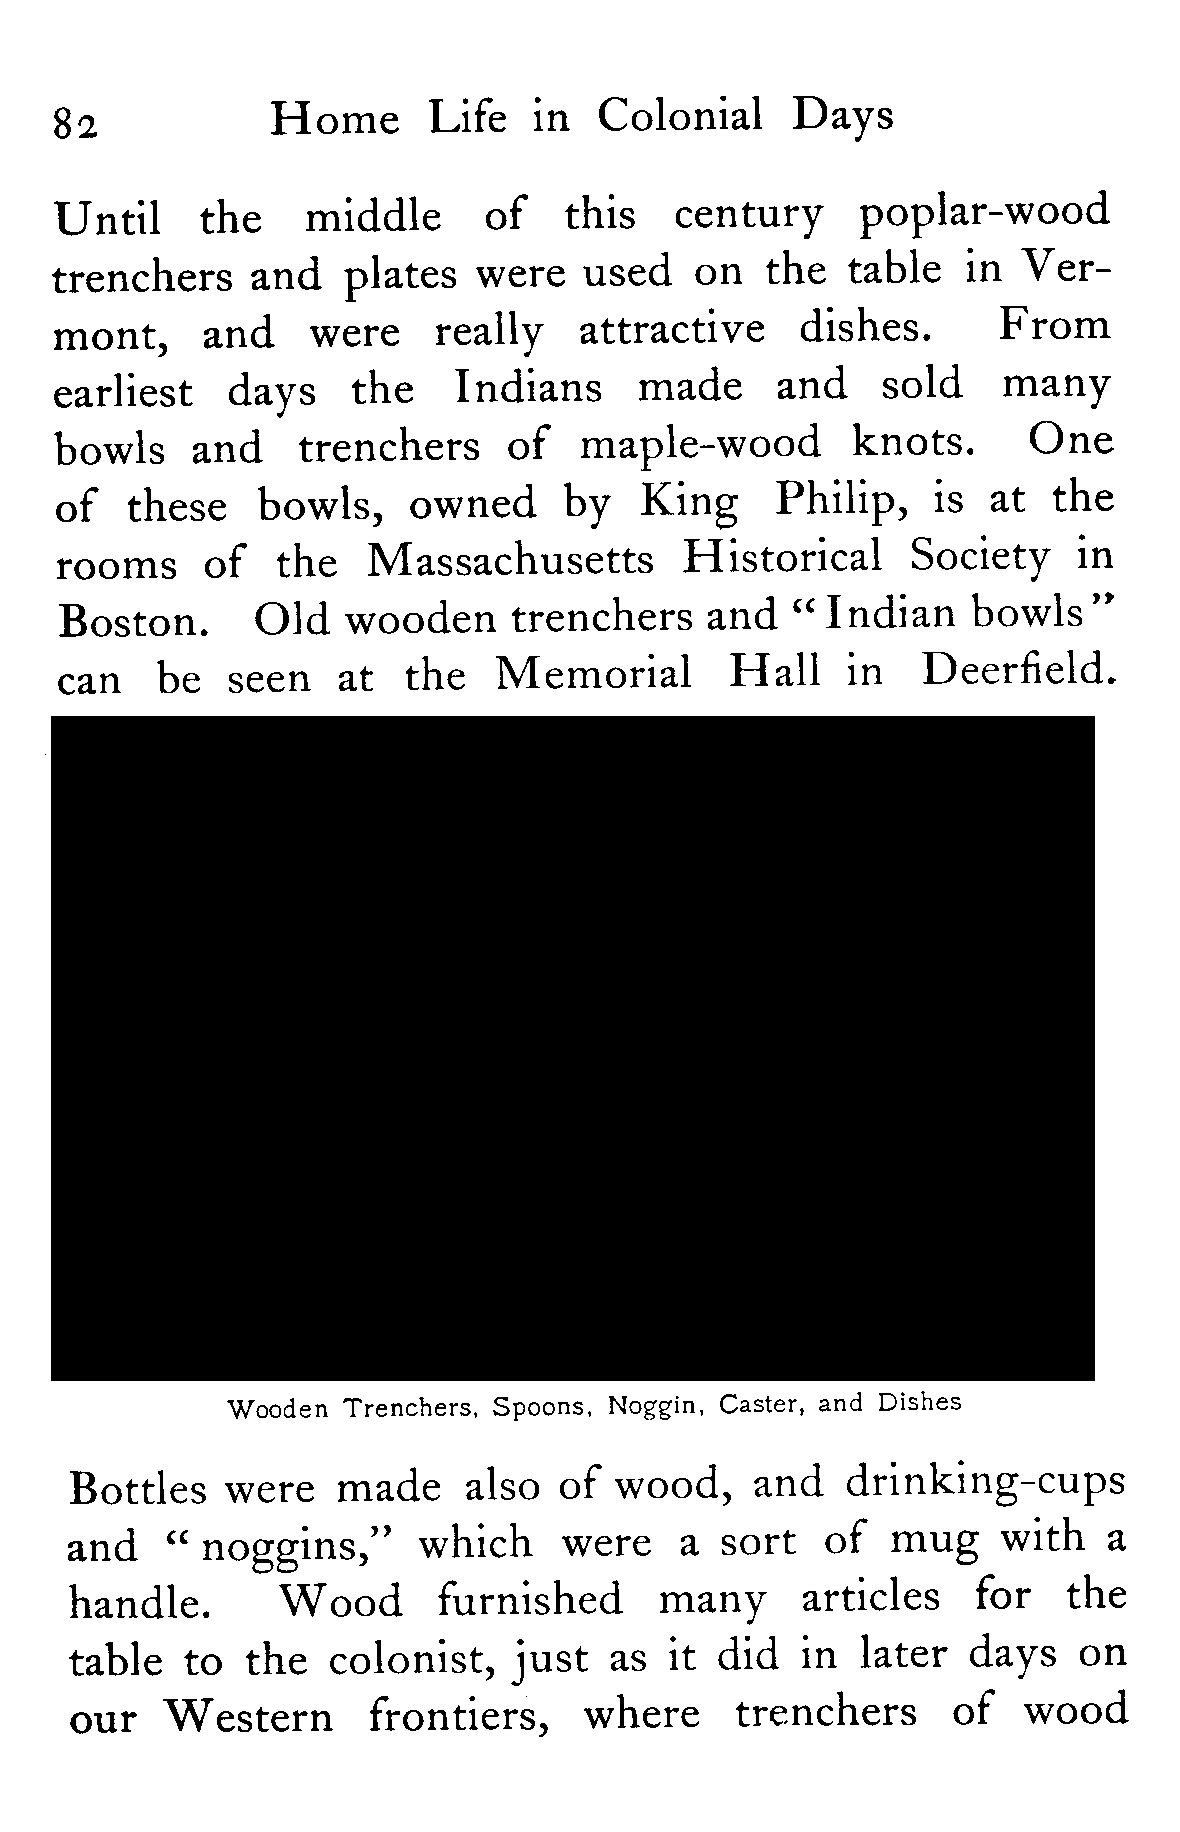 82 Home Life in Colonial Days
Until the middle of this century poplar-wood
trenchers and plates were used on the table in Ver-
mont, and were really attractive dishes. From
earliest days the Indians made and sold many
bowls and trenchers of maple-wood knots. One
of these bowls, owned by King Philip, is at the
rooms of the Massachusetts Historical Society in
Boston. Old wooden trenchers and “Indian bowls”
can be seen at the Memorial Hall in Deerfield.
Wooden Trenchers, Spoons, Noggin, Caster, and Dishes
Bottles were made also of wood, and drinking-cups
and “noggins,” which were a sort of mug with a
handle. Wood furnished many articles for the
table to the colonist, just as it did in later days on
our Western frontiers, where trenchers of wood